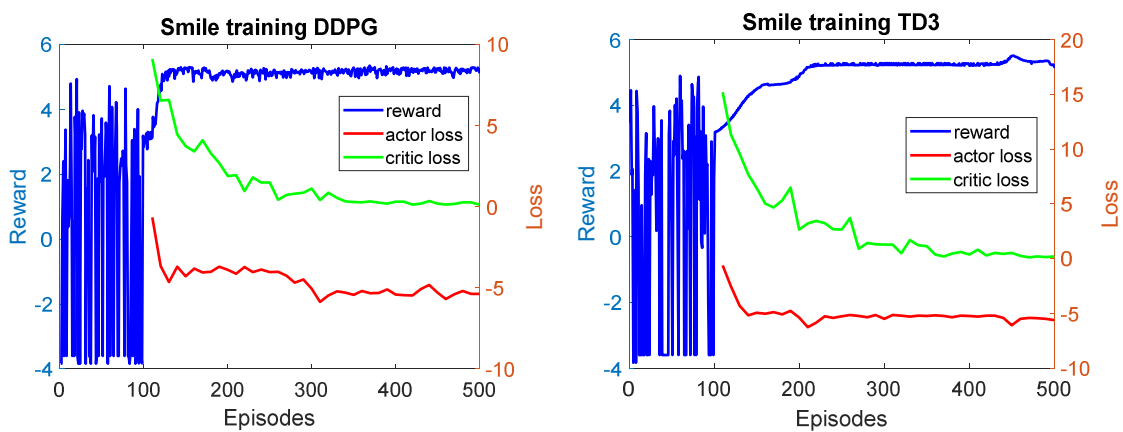 Smile training DDPG
6
4
2
0
-2
-4
Reward
10
5
0
-5
-10
Loss
reward
actor loss
critic loss
0
100
200
300
400
500
Episodes
Smile training TD3
6
4
2
0
-2
-4
Reward
20
15
10
5
0
-5
-10
Loss
reward
actor loss
critic loss
0
100
200
300
400
500
Episodes